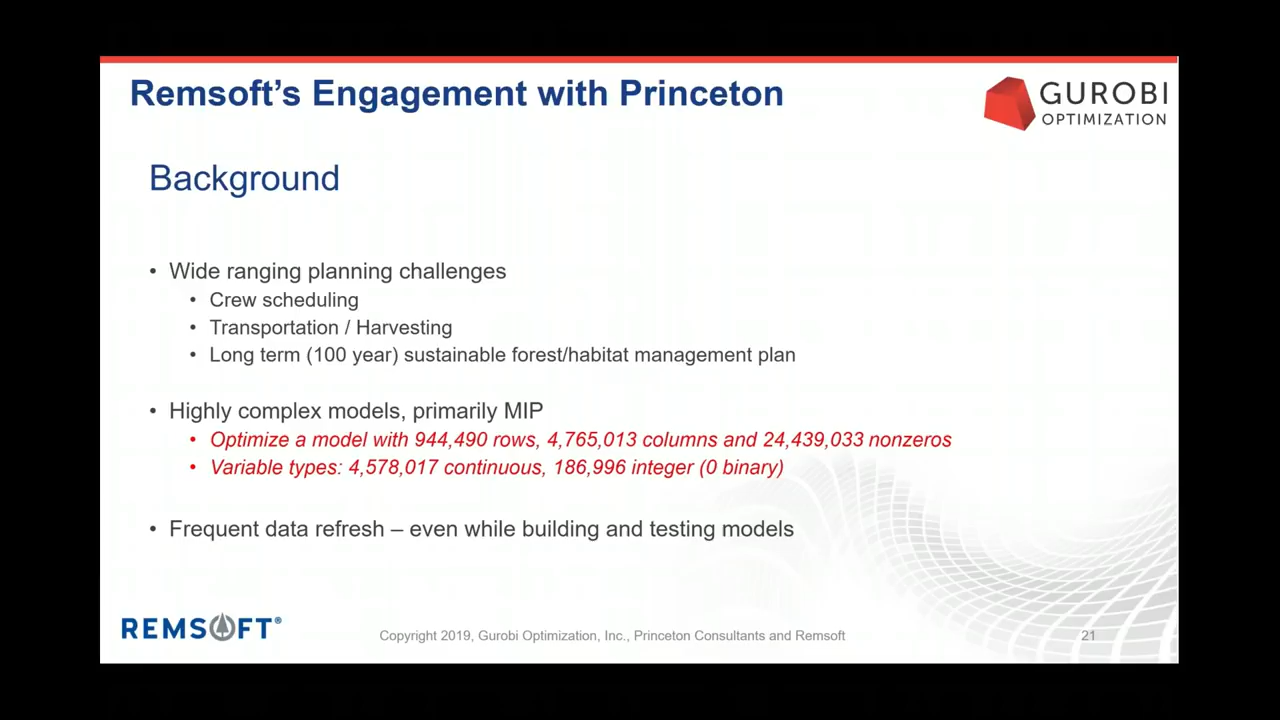 Remsoft's Engagement with Princeton
GUROBI
OPTIMIZATION
Background
• Wide ranging planning challenges
• Crew scheduling
• Transportation / Harvesting
• Long term (100 year) sustainable forest/habitat management plan
• Highly complex models, primarily MIP
• Optimize a model with 944,490 rows, 4,765,013 columns and 24,439,033 nonzeros
• Variable types: 4,578,017 continuous, 186,996 integer (0 binary)
• Frequent data refresh – even while building and testing models
REMSOFT®
Copyright 2019, Gurobi Optimization, Inc., Princeton Consultants and Remsoft
21